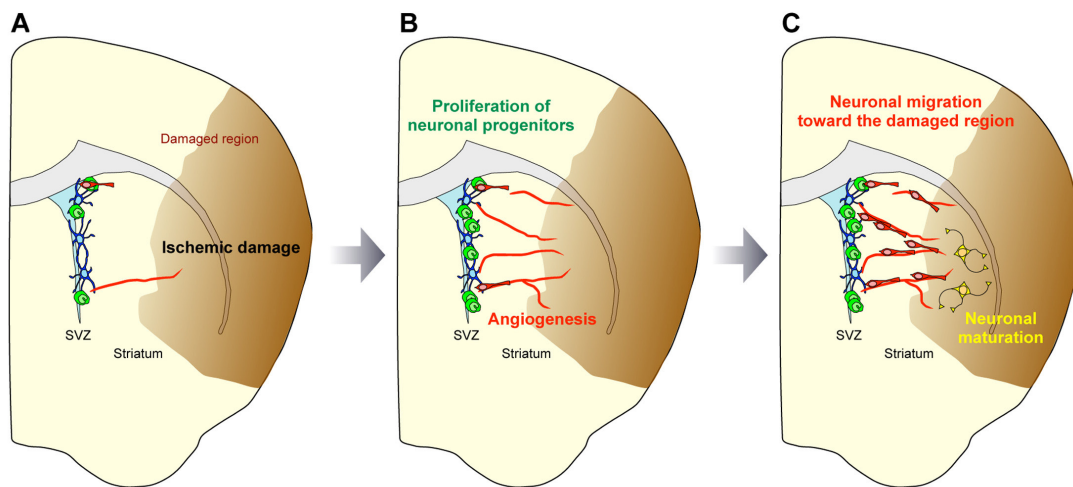 A
Damaged region
Ischemic damage
SVZ
Striatum
B
Proliferation of
neuronal progenitors
Angiogenesis
SVZ
Striatum
C
Neuronal migration
toward the damaged region
Neuronal
maturation
SVZ
Striatum